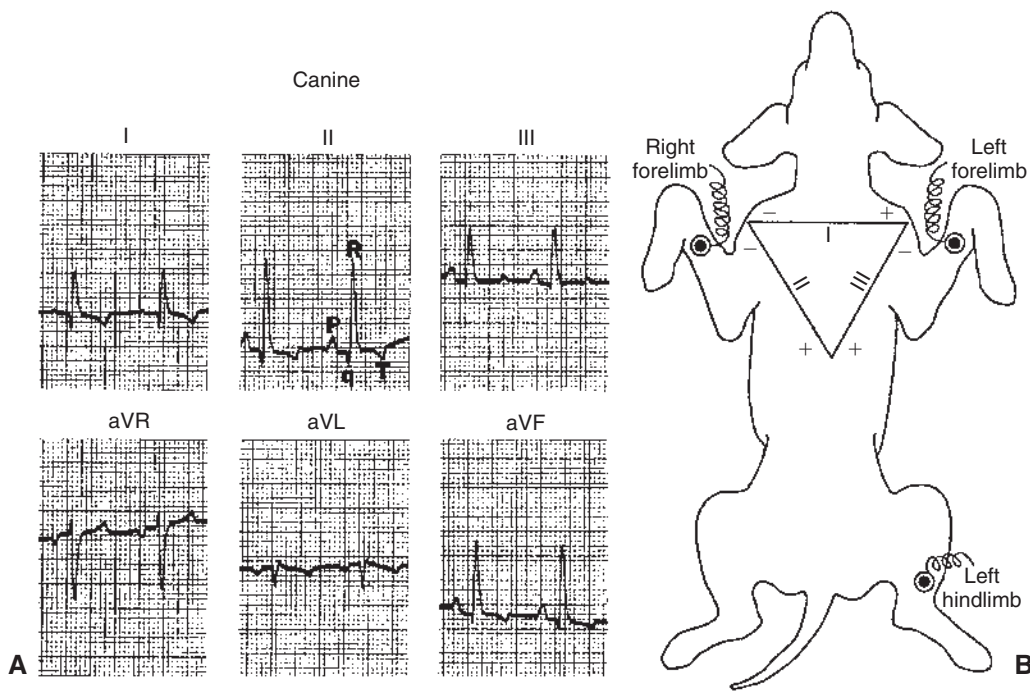 Canine
I
II
III
R
P
q
T
aVR
aVL
aVF
A
Right
forelimb
Left
forelimb
− +
I
− −
II III
+ +
Left
hindlimb
B